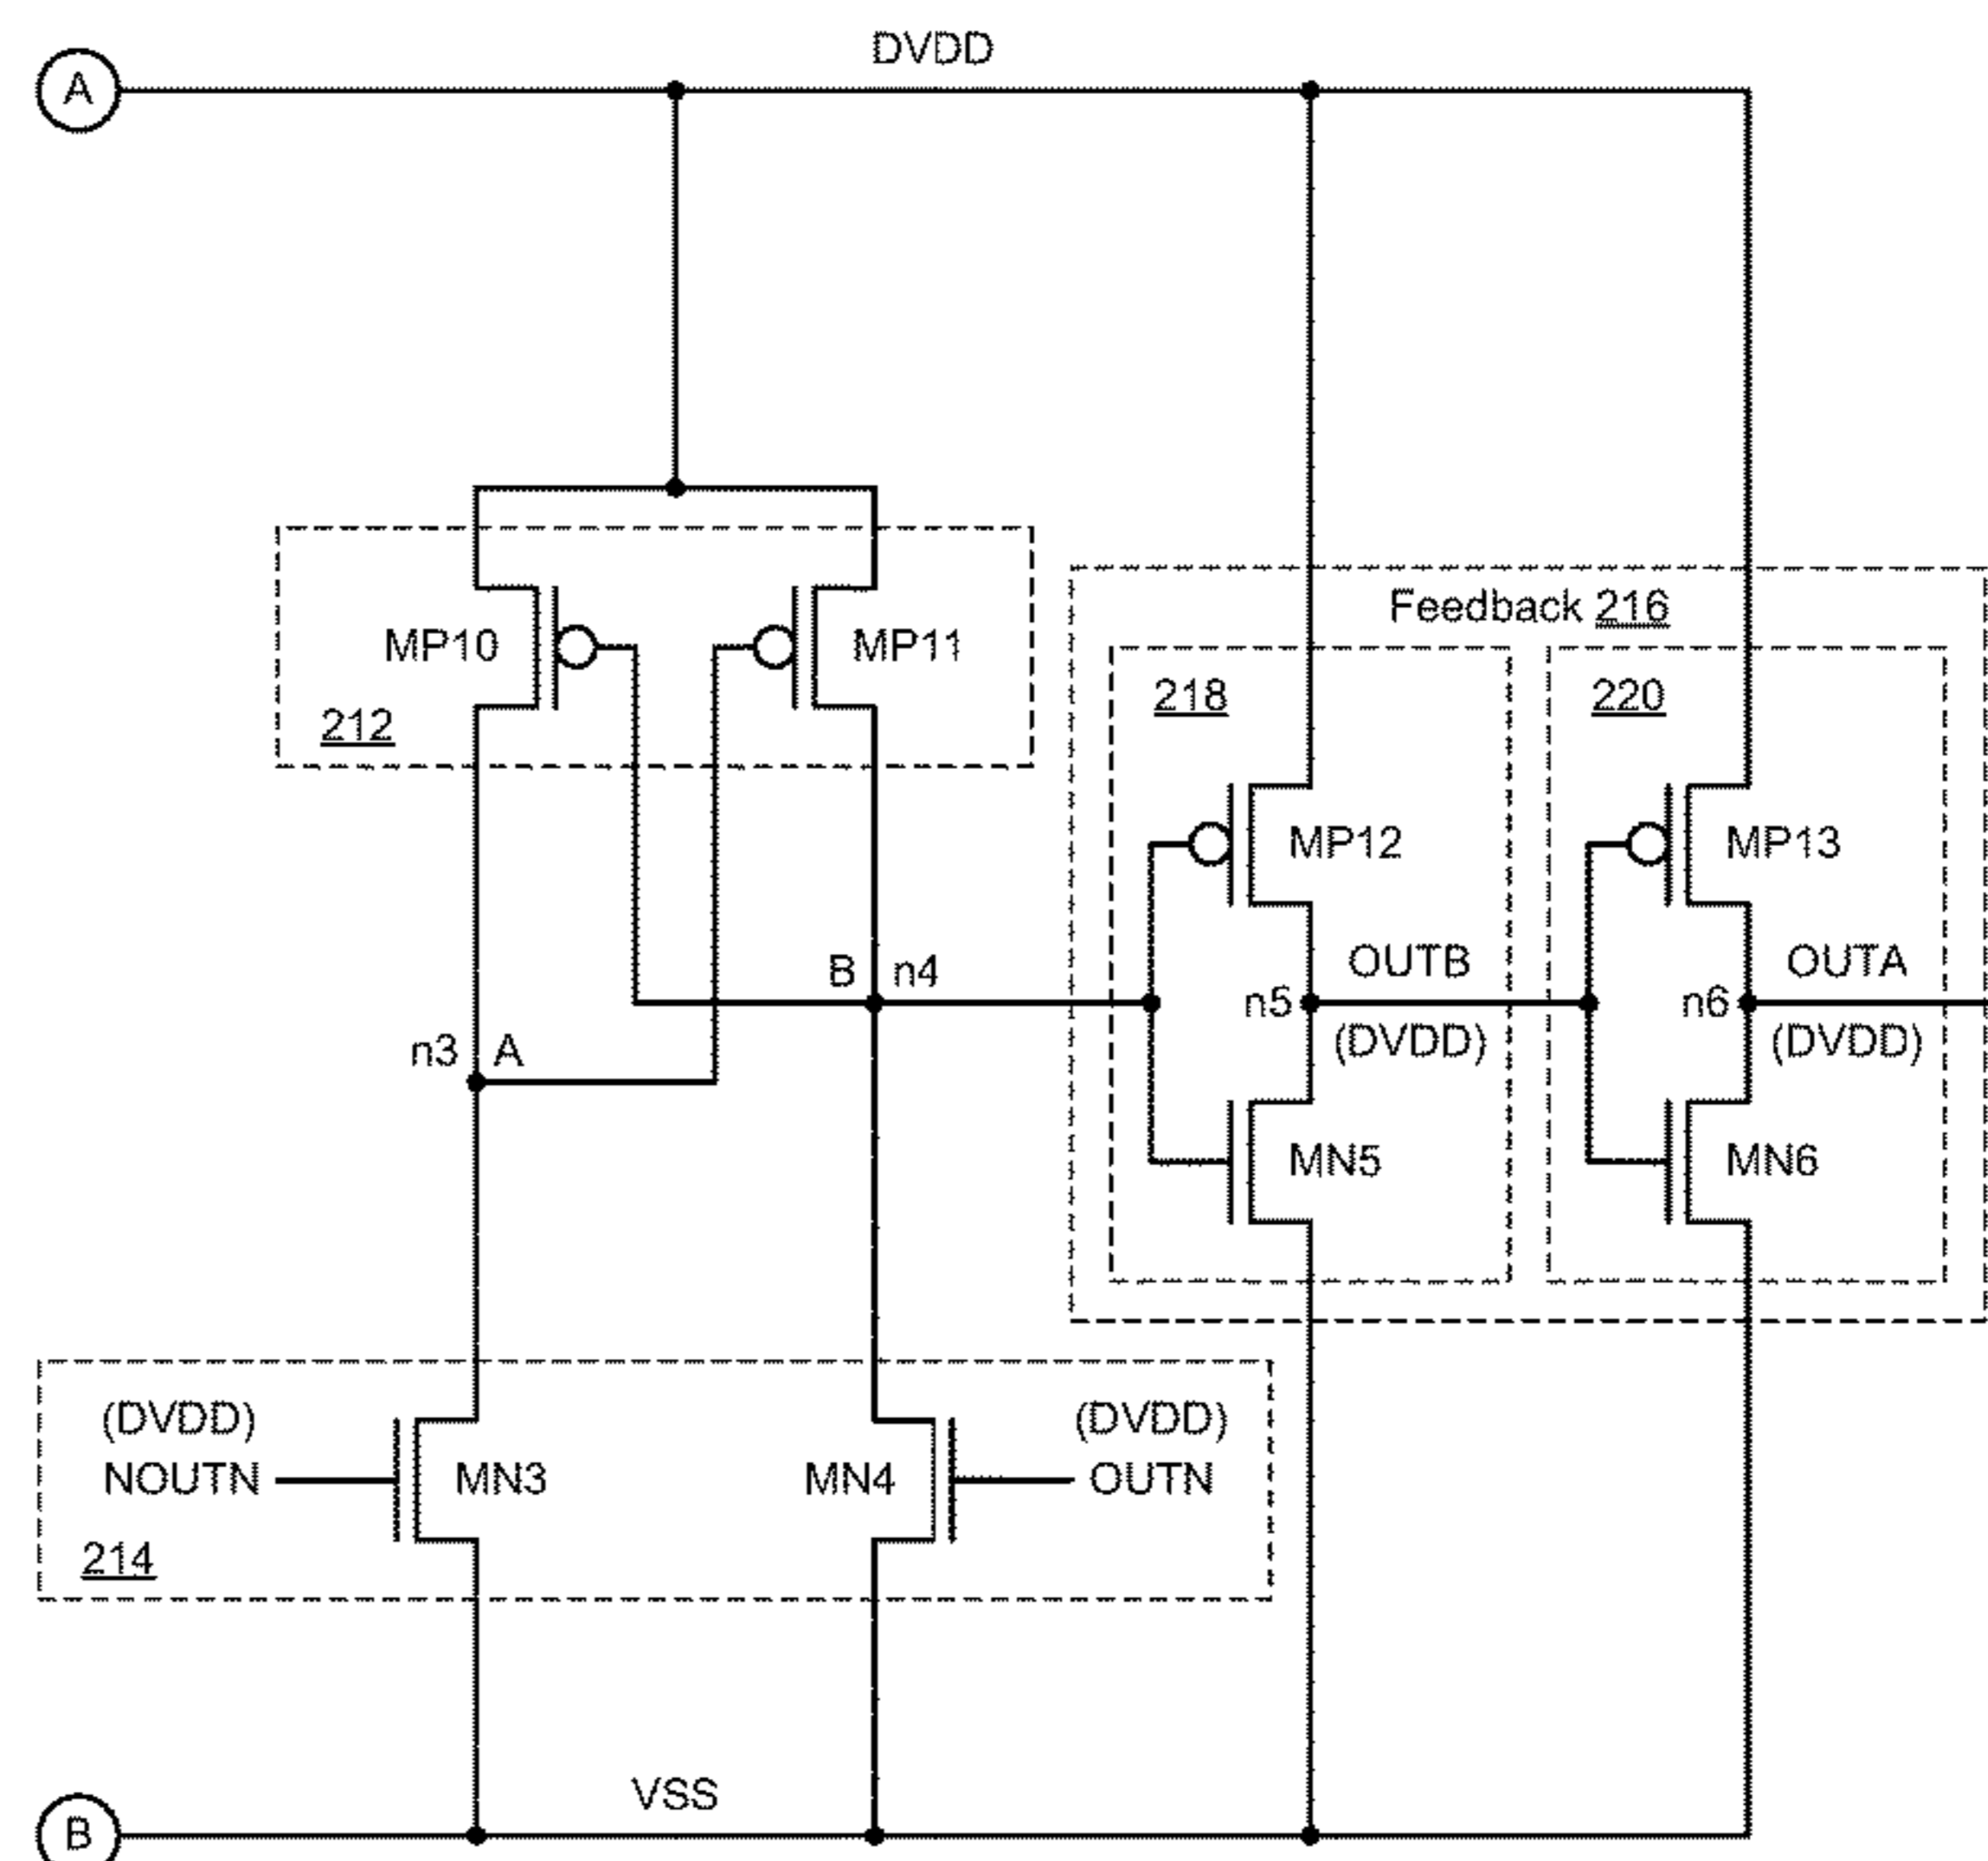 DVDD
A
Feedback 216
MP10
MP11
212
218
220
MP12
MP13
B n4
OUTB
OUTA
n5
n6
(DVDD)
(DVDD)
n3 A
MN5
MN6
(DVDD)
(DVDD)
NOUTN
MN3
MN4
OUTN
214
VSS
B